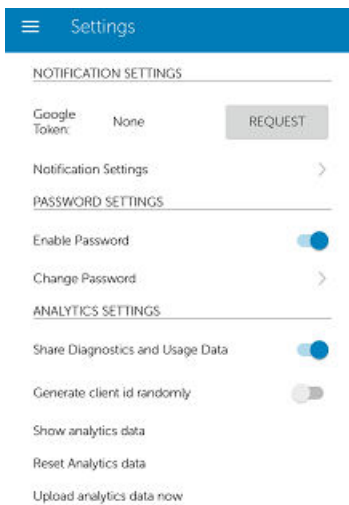 Settings
NOTIFICATION SETTINGS
Google
Token:
None
REQUEST
Notification Settings
PASSWORD SETTINGS
Enable Password
Change Password
ANALYTICS SETTINGS
Share Diagnostics and Usage Data
Generate client id randomly
Show analytics data
Reset Analytics data
Upload analytics data now